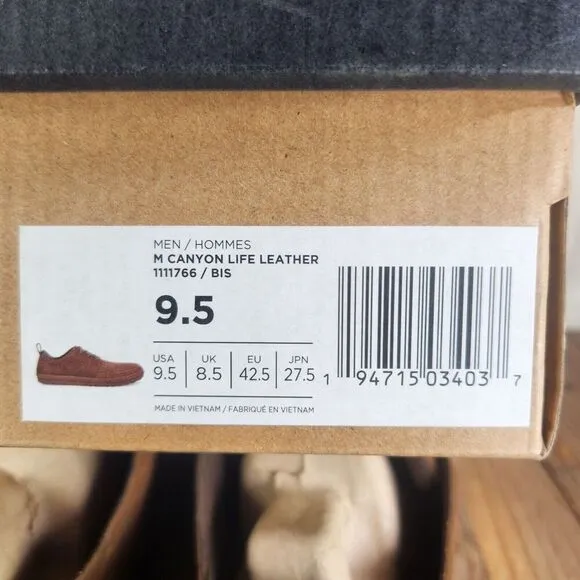 MEN / HOMMES
M CANYON LIFE LEATHER
1111766 / BIS
9.5
USA UK EU JPN
9.5 8.5 42.5 27.5
1 94715 03403 7
MADE IN VIETNAM / FABRIQUÉ EN VIETNAM